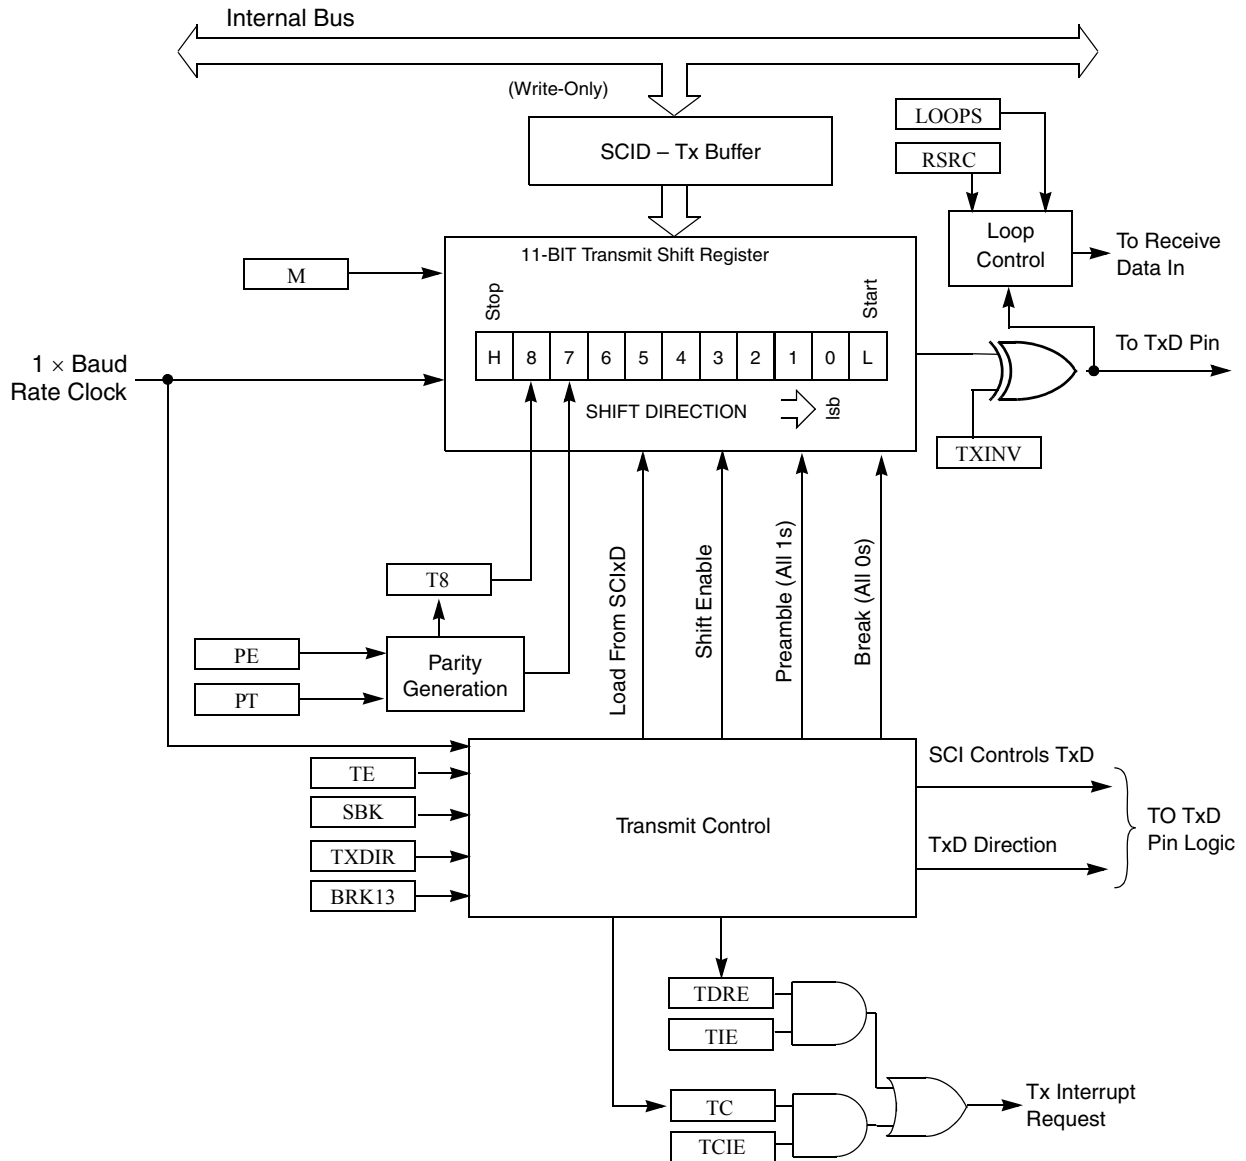 Internal Bus
(Write-Only)
SCID – Tx Buffer
LOOPS
RSRC
Loop
Control
To Receive
Data In
11-BIT Transmit Shift Register
M
Stop
Start
H 8 7 6 5 4 3 2 1 0 L
1 × Baud
Rate Clock
To TxD Pin
SHIFT DIRECTION
lsb
TXINV
Load From SCIxD
Shift Enable
Preamble (All 1s)
Break (All 0s)
T8
PE
PT
Parity
Generation
TE
SBK
TXDIR
BRK13
Transmit Control
SCI Controls TxD
TxD Direction
TO TxD
Pin Logic
TDRE
TIE
TC
TCIE
Tx Interrupt
Request